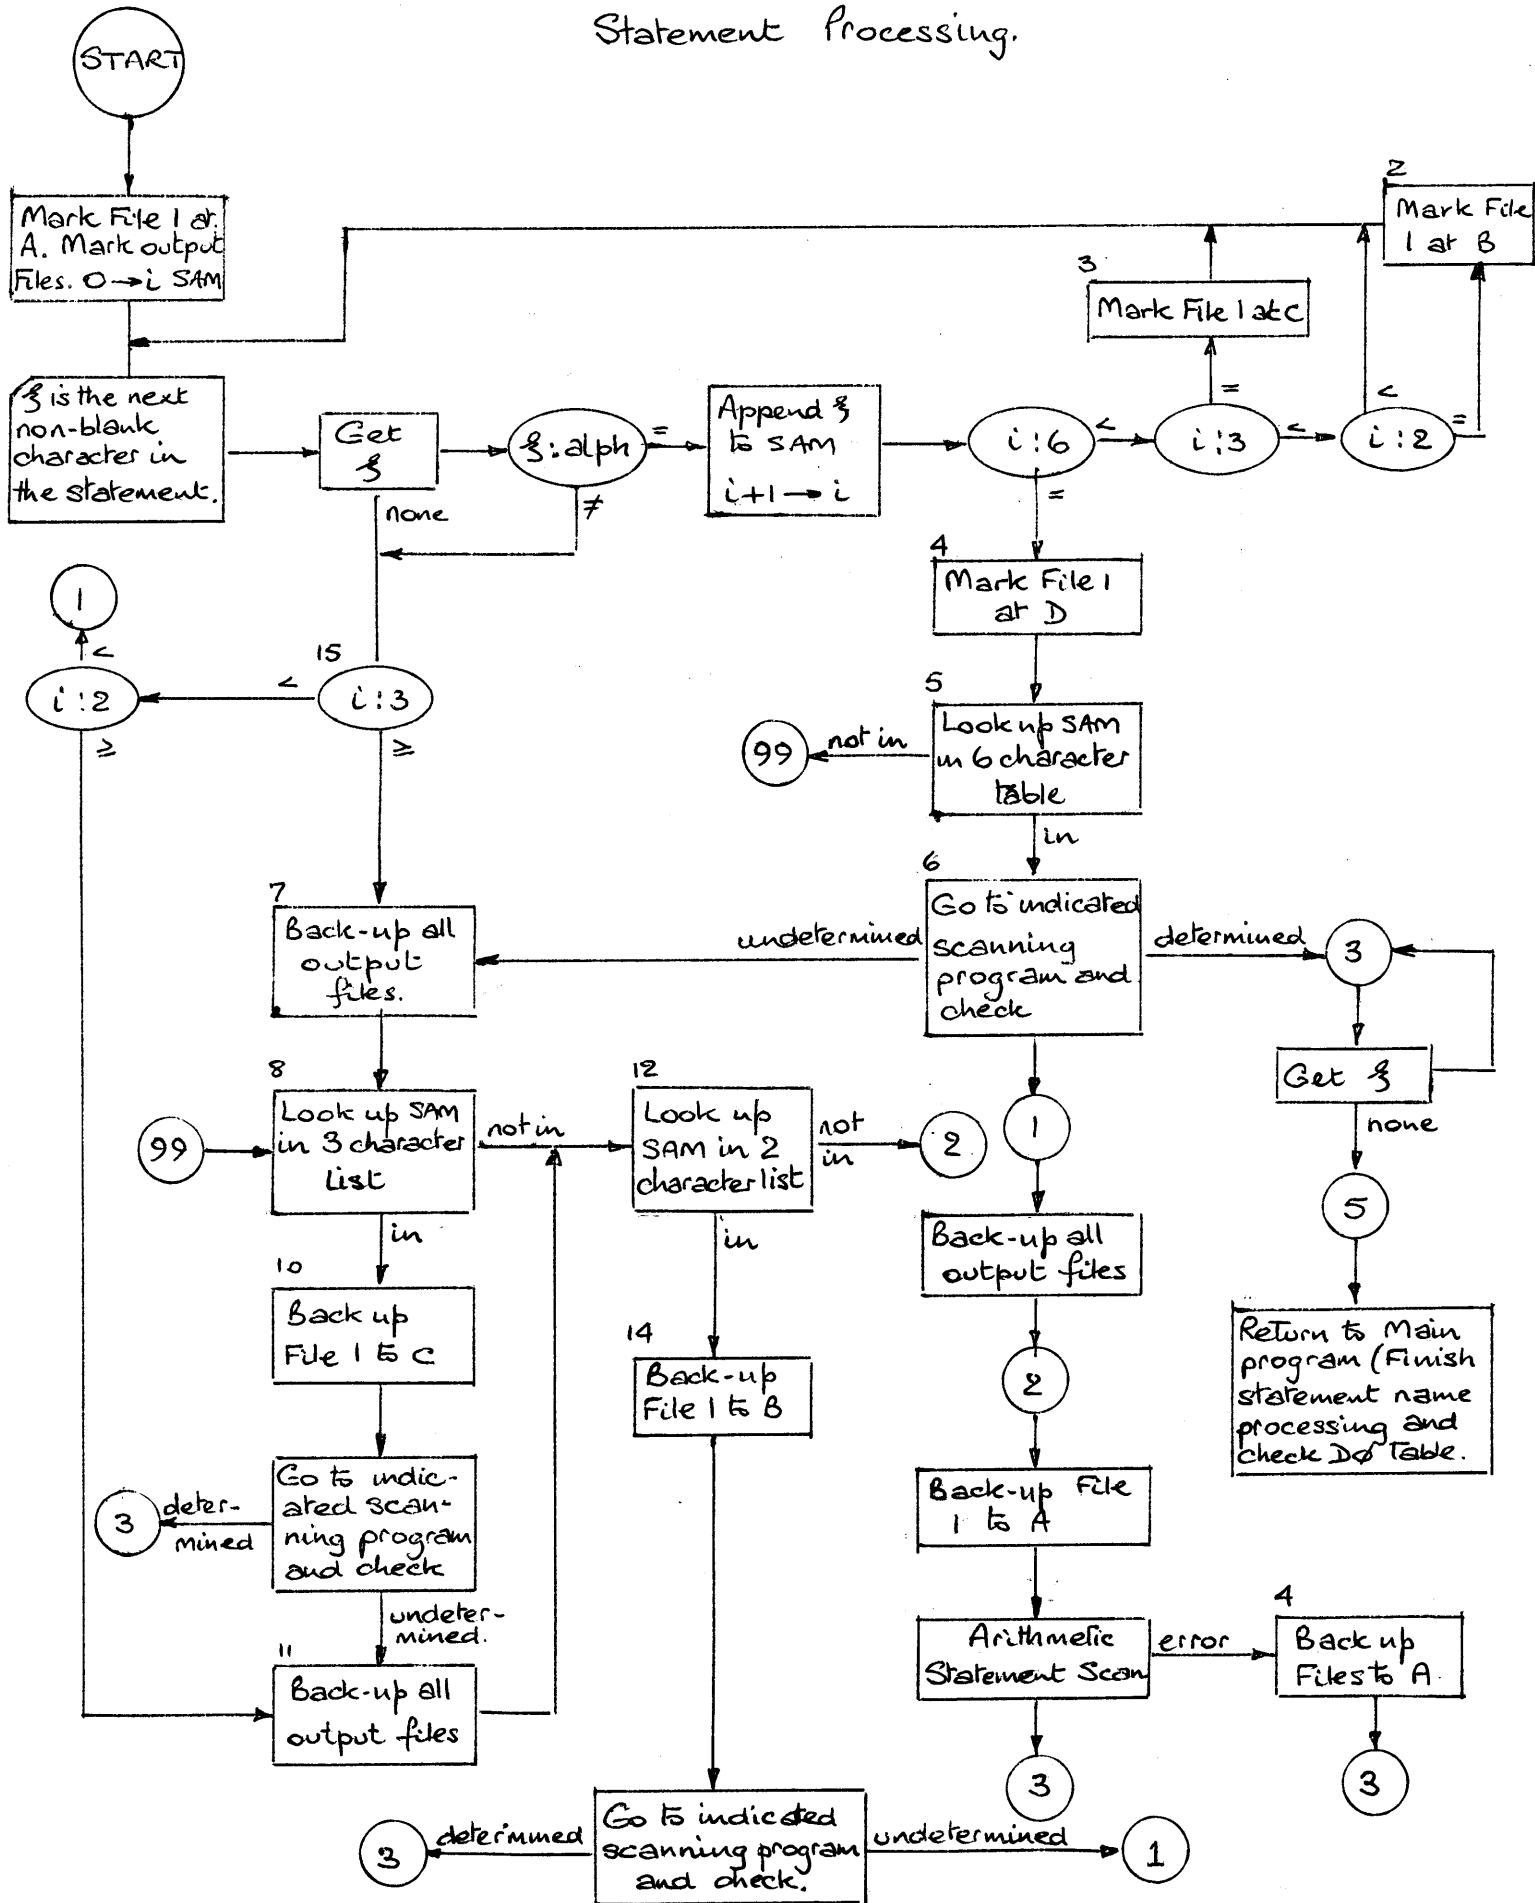 Statement Processing.
START
Mark File 1 at
A. Mark output
Files. 0→i SAM
2
Mark File
1 at B
3
Mark File 1 at C
ξ is the next
non-blank
character in
the statement.
Get
ξ
none
ξ:alph
=
≠
Append ξ
to SAM
i+1→i
i:6
<
=
i:3
=
<
i:2
<
=
4
Mark File 1
at D
1
<
i:2
≥
<
15
i:3
≥
5
Look up SAM
in 6 character
table
not in
99
in
6
Go to indicated
scanning
program and
check
undetermined
determined
3
7
Back-up all
output
files.
Get ξ
none
8
99
Look up SAM
in 3 character
List
not in
in
12
Look up
SAM in 2
character list
not
in
2
in
1
5
Back-up all
output files
10
Back up
File 1 to C
14
Back-up
File 1 to B
2
Return to Main
program (Finish
statement name
processing and
check DØ Table.
Go to indic-
ated scan-
ning program
and check
deter-
mined
3
undeter-
mined.
Back-up File
1 to A
11
Back-up all
output files
Arithmetic
Statement Scan
error
4
Back up
Files to A
3
3
Go to indicated
scanning program
and check.
determined
3
undetermined
1